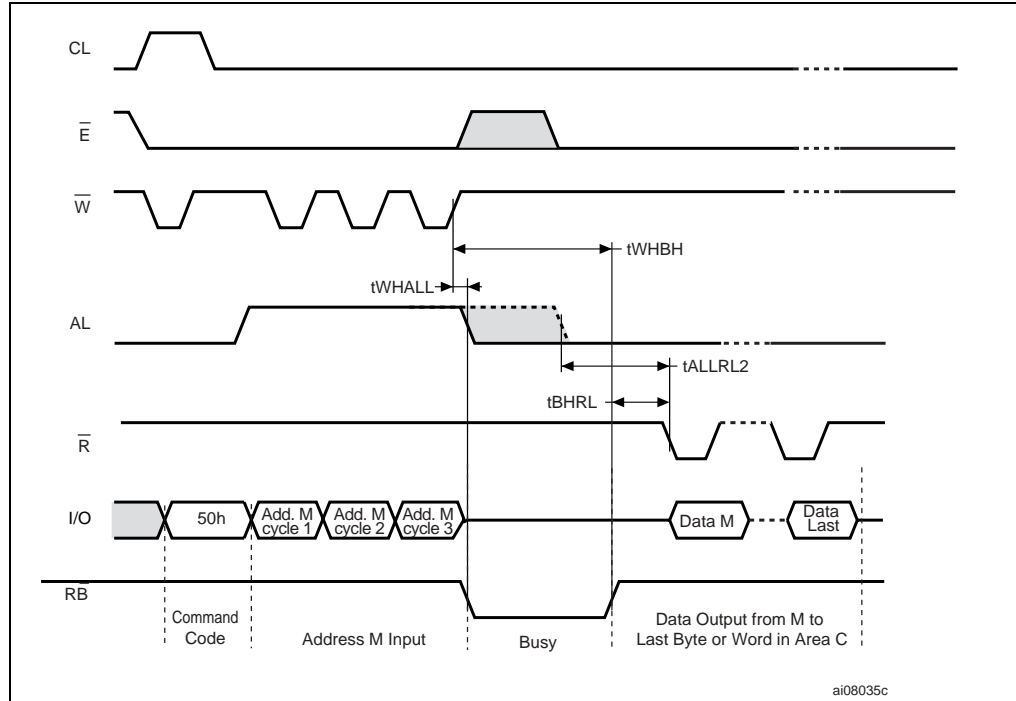 CL
E
W
tWHBH
tWHALL
AL
tALLRL2
tBHRL
R
I/O
50h
Add. M
cycle 1
Add. M
cycle 2
Add. M
cycle 3
Data M
Data
Last
RB
Command
Code
Address M Input
Busy
Data Output from M to
Last Byte or Word in Area C
ai08035c